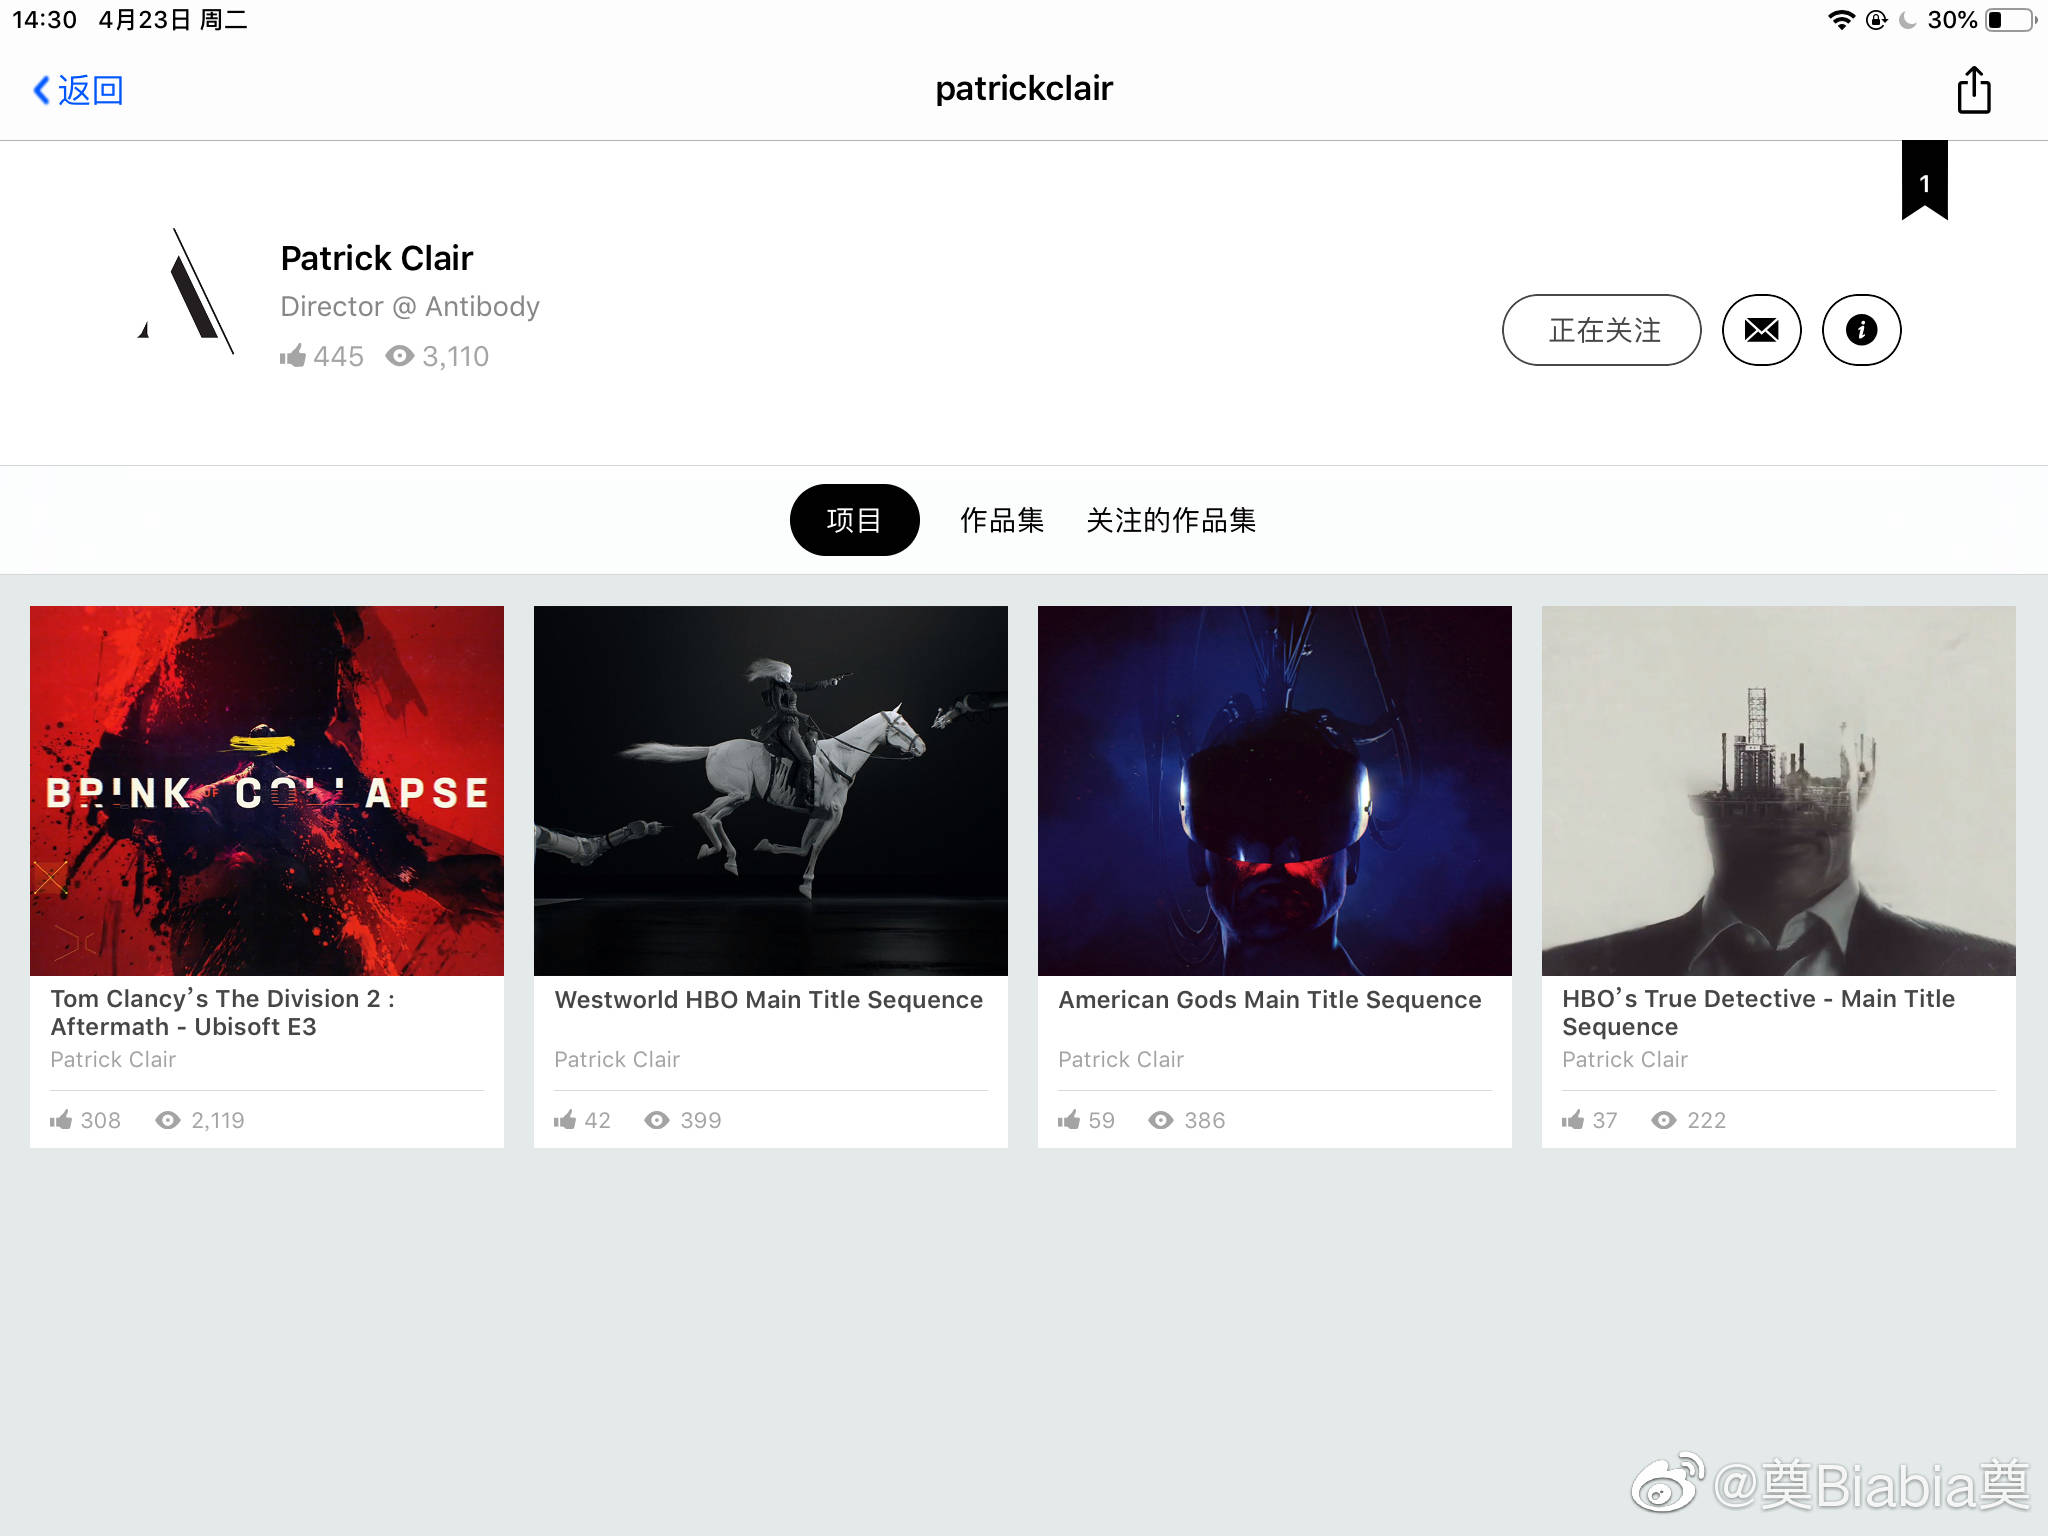 14:30 4月23日 周二
30%
返回
patrickclair
1
Patrick Clair
Director @ Antibody
445 3,110
正在关注
项目 作品集 关注的作品集
BRINK OF COLLAPSE
Tom Clancy’s The Division 2 :
Aftermath - Ubisoft E3
Patrick Clair
308 2,119
Westworld HBO Main Title Sequence
Patrick Clair
42 399
American Gods Main Title Sequence
Patrick Clair
59 386
HBO’s True Detective - Main Title
Sequence
Patrick Clair
37 222
@奠Biabia奠